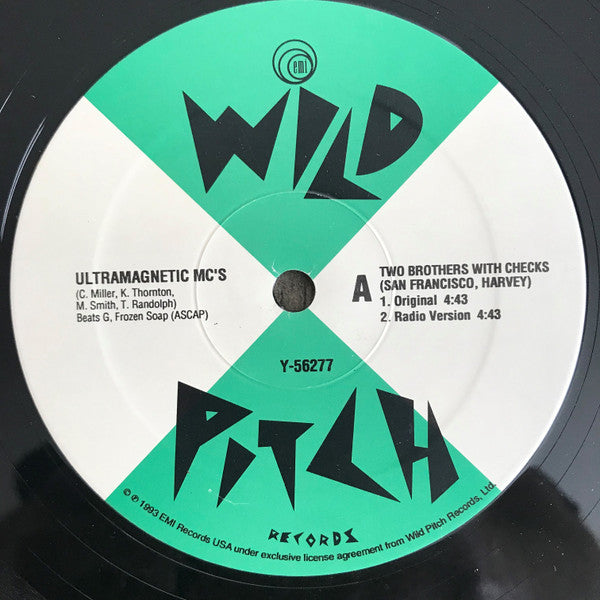 emi
WiLD
ULTRAMAGNETIC MC'S
(C. Miller, K. Thornton,
M. Smith, T. Randolph)
Beats G, Frozen Soap (ASCAP)
A
TWO BROTHERS WITH CHECKS
(SAN FRANCISCO, HARVEY)
1. Original 4:43
2. Radio Version 4:43
Y-56277
PiTCH
RECORDS
© ℗ 1993 EMI Records USA under exclusive license agreement from Wild Pitch Records, Ltd.